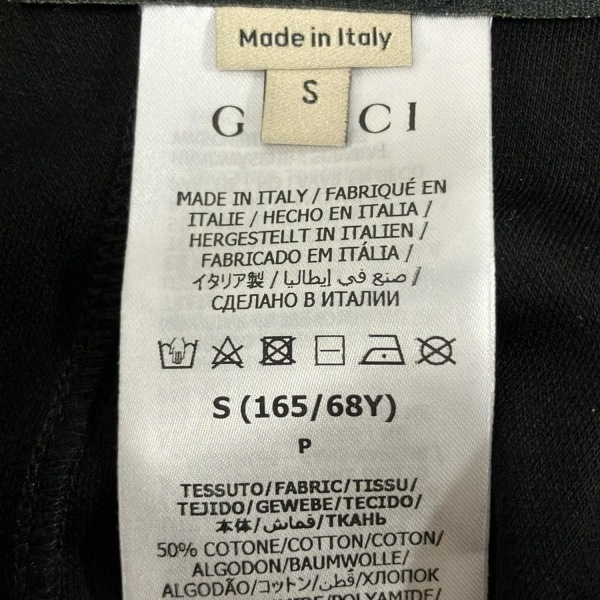 Made in Italy
S
G CI
MADE IN ITALY / FABRIQUÉ EN
ITALIE / HECHO EN ITALIA /
HERGESTELLT IN ITALIEN /
FABRICADO EM ITÁLIA /
イタリア製 / صنع في إيطاليا /
СДЕЛАНО В ИТАЛИИ
S (165/68Y)
P
TESSUTO/FABRIC/TISSU/
TEJIDO/GEWEBE/TECIDO/
本体/قماش/ТКАНЬ
50% COTONE/COTTON/COTON/
ALGODON/BAUMWOLLE/
ALGODÃO/コットン/قطن/ХЛОПОК
/POLYAMIDE/